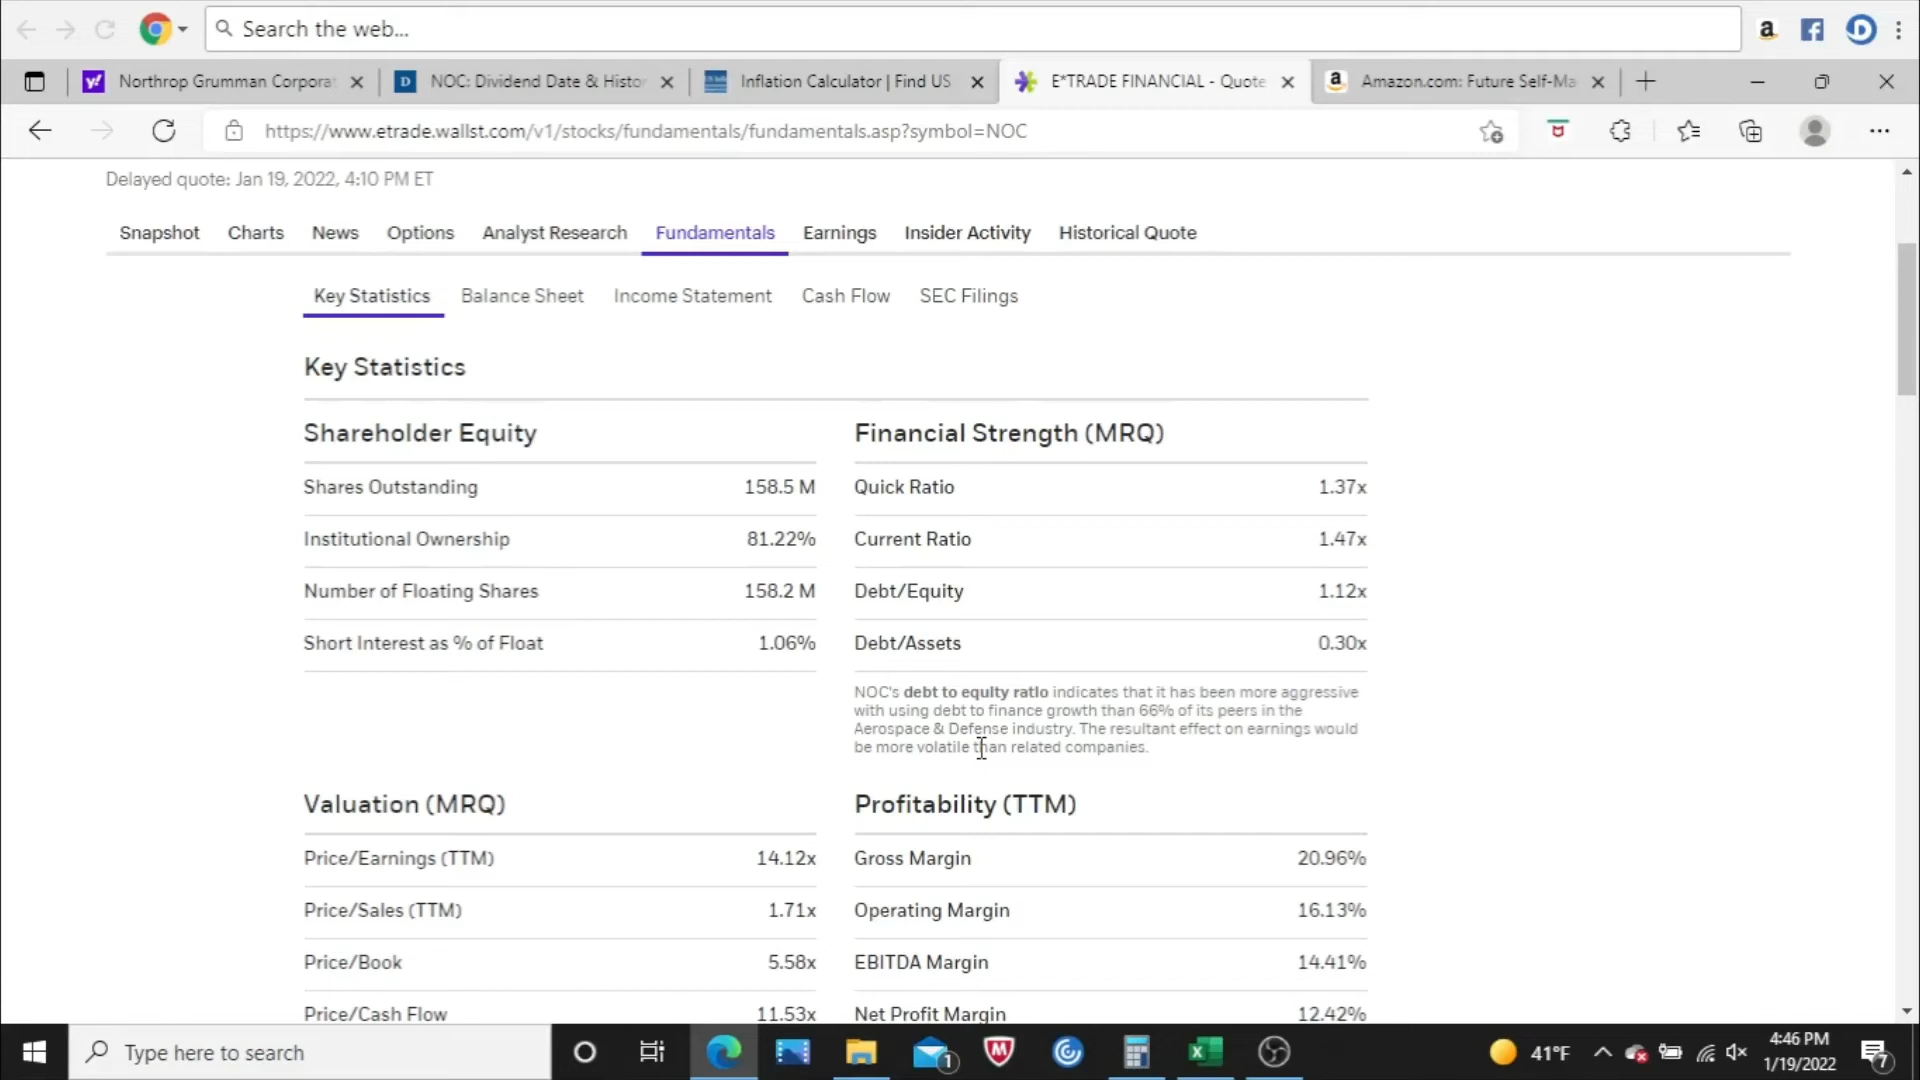 Search the web...
Northrop Grumman Corpora
NOC: Dividend Date & Histo
Inflation Calculator | Find US
E*TRADE FINANCIAL - Quote
Amazon.com: Future Self-Ma
https://www.etrade.wallst.com/v1/stocks/fundamentals/fundamentals.asp?symbol=NOC
Delayed quote: Jan 19, 2022, 4:10 PM ET
Snapshot Charts News Options Analyst Research Fundamentals Earnings Insider Activity Historical Quote
Key Statistics Balance Sheet Income Statement Cash Flow SEC Filings
Key Statistics
Shareholder Equity
Shares Outstanding 158.5 M
Institutional Ownership 81.22%
Number of Floating Shares 158.2 M
Short Interest as % of Float 1.06%
Financial Strength (MRQ)
Quick Ratio 1.37x
Current Ratio 1.47x
Debt/Equity 1.12x
Debt/Assets 0.30x
NOC's debt to equity ratio indicates that it has been more aggressive
with using debt to finance growth than 66% of its peers in the
Aerospace & Defense industry. The resultant effect on earnings would
be more volatile than related companies.
Valuation (MRQ)
Price/Earnings (TTM) 14.12x
Price/Sales (TTM) 1.71x
Price/Book 5.58x
Price/Cash Flow 11.53x
Profitability (TTM)
Gross Margin 20.96%
Operating Margin 16.13%
EBITDA Margin 14.41%
Net Profit Margin 12.42%
Type here to search
1
41°F
4:46 PM
1/19/2022
7